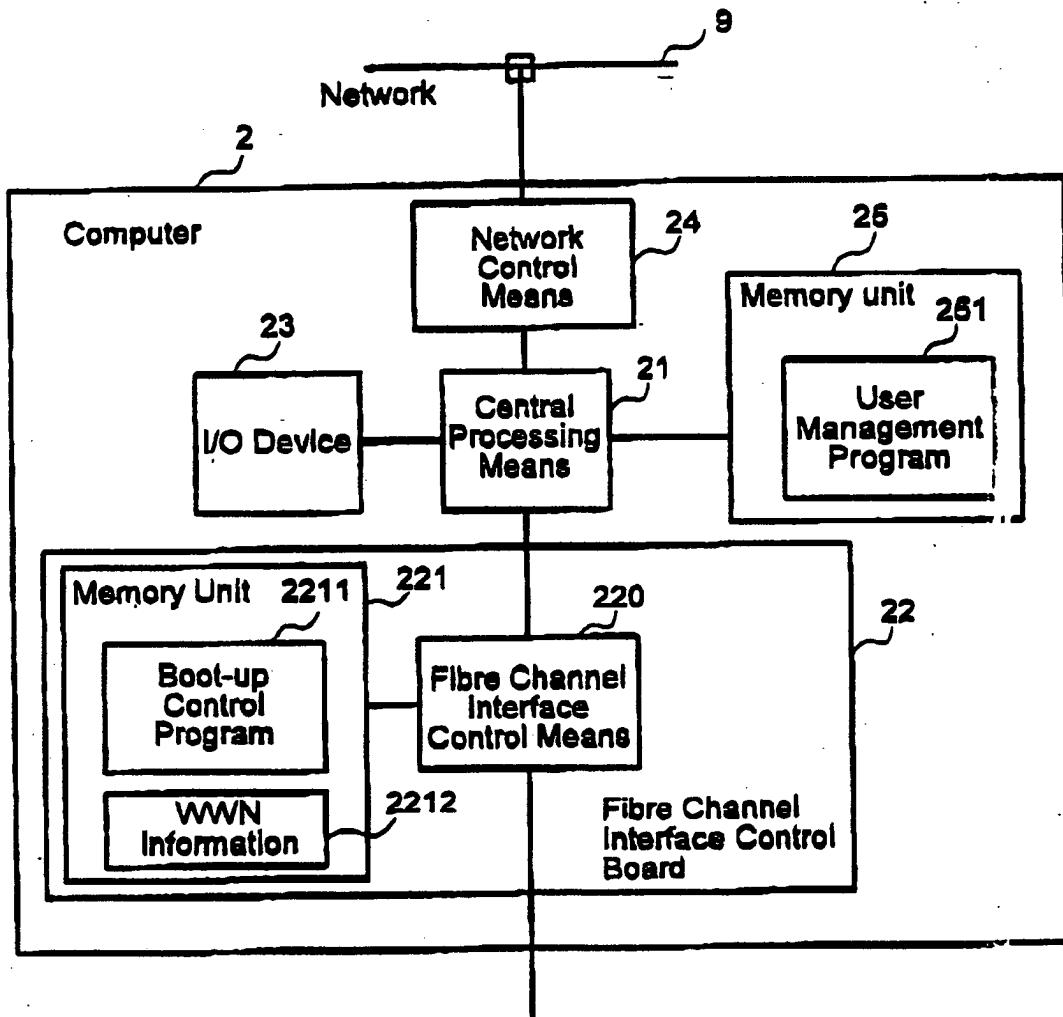 9
Network
2
Computer
Network
Control
Means
24
25
Memory unit
251
User
Management
Program
23
I/O Device
21
Central
Processing
Means
Memory Unit
2211
221
Boot-up
Control
Program
WWN
Information
2212
220
Fibre Channel
Interface
Control Means
22
Fibre Channel
Interface Control
Board